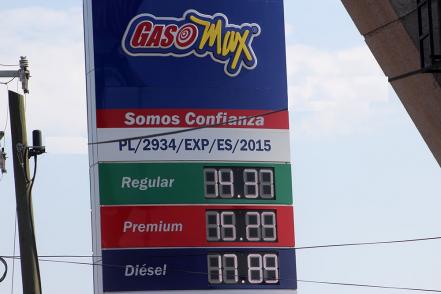 GASOMax
Somos Confianza
PL/2934/EXP/ES/2015
Regular
Premium
Diésel